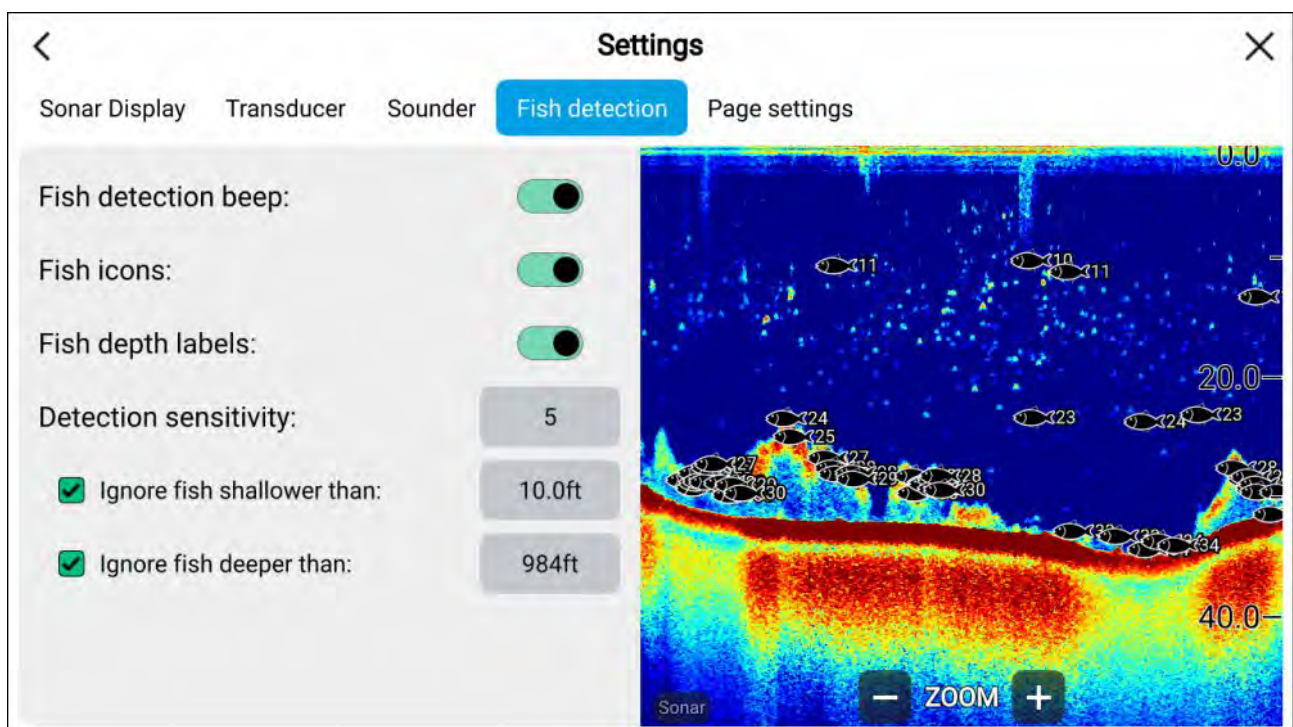 Settings
Sonar Display Transducer Sounder Fish detection Page settings
Fish detection beep:
Fish icons:
Fish depth labels:
Detection sensitivity: 5
Ignore fish shallower than: 10.0ft
Ignore fish deeper than: 984ft
0.0
11 10
11
20.0
24 23 24 23
25
27 27
28 28
29
30 30
34
40.0
Sonar
ZOOM